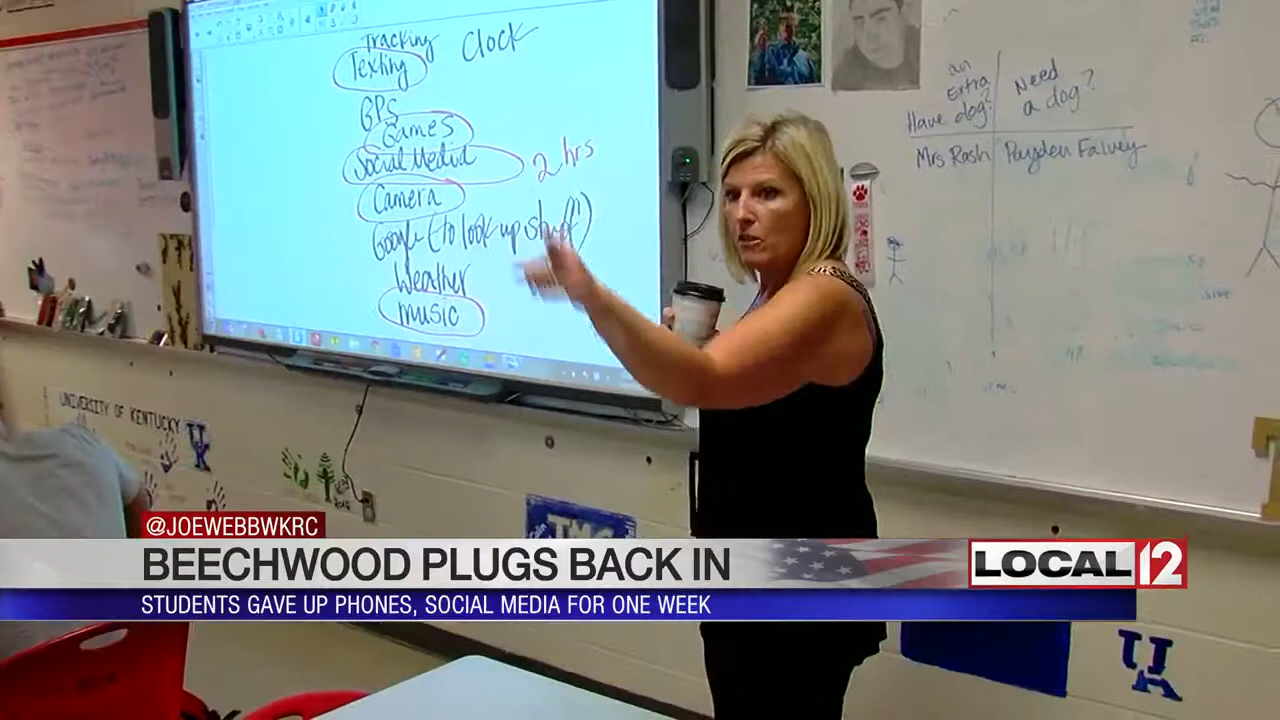 Tracking
Clock
Texting
GPS
Games
Social Media
2 hrs
Camera
Google (to look up stuff)
Weather
music
an
Extra
Have dog?
Need
a dog?
Mrs Rash
Payden Falvey
UNIVERSITY OF KENTUCKY
UK
@JOEWEBBWKRC
BEECHWOOD PLUGS BACK IN
LOCAL 12
STUDENTS GAVE UP PHONES, SOCIAL MEDIA FOR ONE WEEK
UK